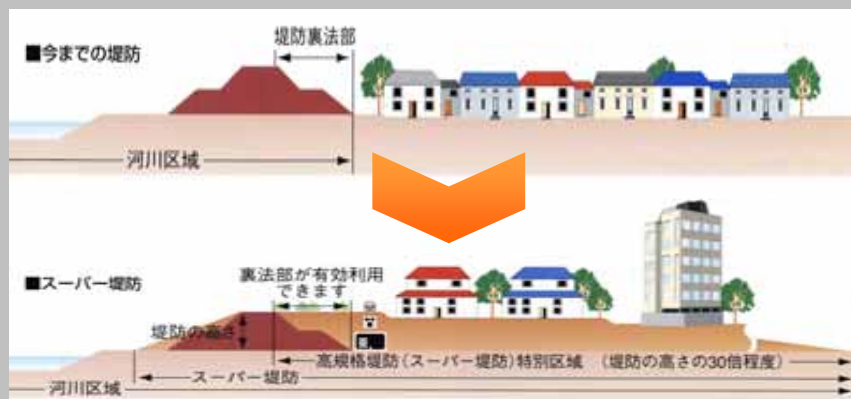 堤防裏法部
■今までの堤防
河川区域
裏法部が有効利用
できます
■スーパー堤防
堤防の高さ
高規格堤防(スーパー堤防)特別区域 (堤防の高さの30倍程度)
スーパー堤防
河川区域